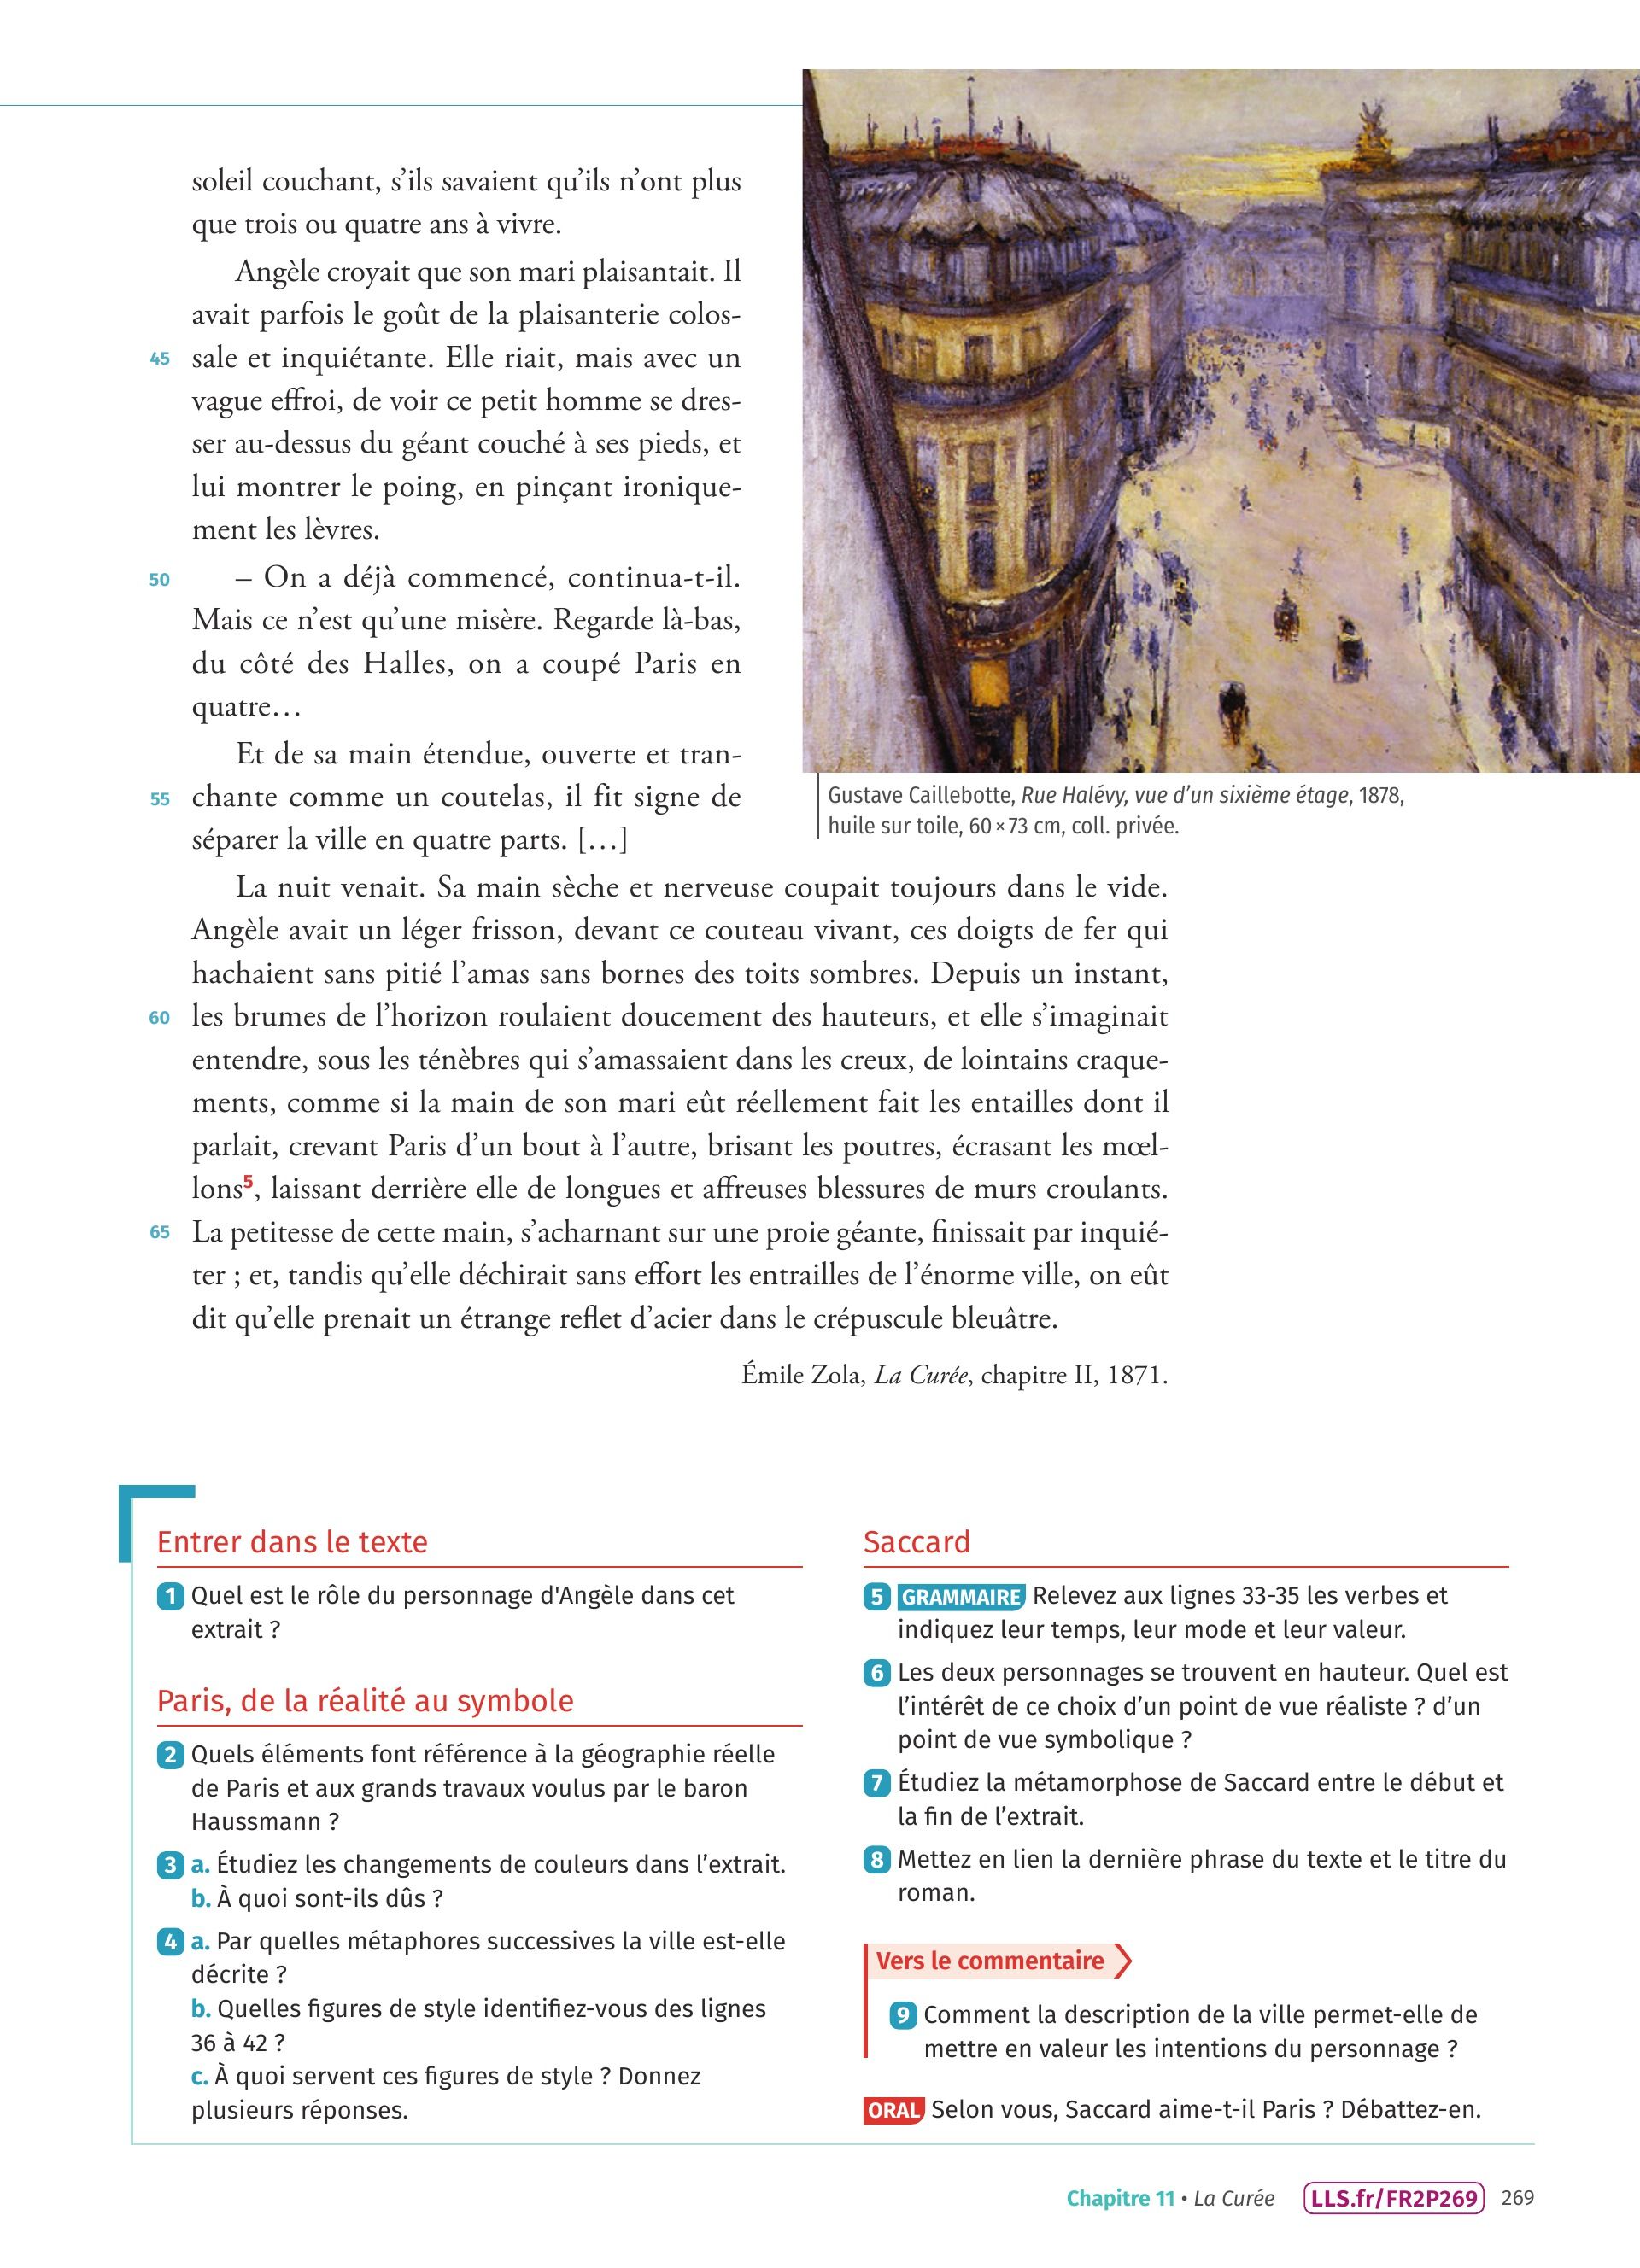 soleil couchant, s’ils savaient qu’ils n’ont plus
que trois ou quatre ans à vivre.
Angèle croyait que son mari plaisantait. Il
avait parfois le goût de la plaisanterie colos-
45 sale et inquiétante. Elle riait, mais avec un
vague effroi, de voir ce petit homme se dres-
ser au-dessus du géant couché à ses pieds, et
lui montrer le poing, en pinçant ironique-
ment les lèvres.
50 – On a déjà commencé, continua-t-il.
Mais ce n’est qu’une misère. Regarde là-bas,
du côté des Halles, on a coupé Paris en
quatre…
Et de sa main étendue, ouverte et tran-
55 chante comme un coutelas, il fit signe de
séparer la ville en quatre parts. […]
Gustave Caillebotte, Rue Halévy, vue d’un sixième étage, 1878,
huile sur toile, 60 × 73 cm, coll. privée.
La nuit venait. Sa main sèche et nerveuse coupait toujours dans le vide.
Angèle avait un léger frisson, devant ce couteau vivant, ces doigts de fer qui
hachaient sans pitié l’amas sans bornes des toits sombres. Depuis un instant,
60 les brumes de l’horizon roulaient doucement des hauteurs, et elle s’imaginait
entendre, sous les ténèbres qui s’amassaient dans les creux, de lointains craque-
ments, comme si la main de son mari eût réellement fait les entailles dont il
parlait, crevant Paris d’un bout à l’autre, brisant les poutres, écrasant les mœl-
lons5, laissant derrière elle de longues et affreuses blessures de murs croulants.
65 La petitesse de cette main, s’acharnant sur une proie géante, finissait par inquié-
ter ; et, tandis qu’elle déchirait sans effort les entrailles de l’énorme ville, on eût
dit qu’elle prenait un étrange reflet d’acier dans le crépuscule bleuâtre.
Émile Zola, La Curée, chapitre II, 1871.
Entrer dans le texte
1 Quel est le rôle du personnage d'Angèle dans cet
extrait ?
Paris, de la réalité au symbole
2 Quels éléments font référence à la géographie réelle
de Paris et aux grands travaux voulus par le baron
Haussmann ?
3 a. Étudiez les changements de couleurs dans l’extrait.
b. À quoi sont-ils dûs ?
4 a. Par quelles métaphores successives la ville est-elle
décrite ?
b. Quelles figures de style identifiez-vous des lignes
36 à 42 ?
c. À quoi servent ces figures de style ? Donnez
plusieurs réponses.
Saccard
5 GRAMMAIRE Relevez aux lignes 33-35 les verbes et
indiquez leur temps, leur mode et leur valeur.
6 Les deux personnages se trouvent en hauteur. Quel est
l’intérêt de ce choix d’un point de vue réaliste ? d’un
point de vue symbolique ?
7 Étudiez la métamorphose de Saccard entre le début et
la fin de l’extrait.
8 Mettez en lien la dernière phrase du texte et le titre du
roman.
Vers le commentaire
9 Comment la description de la ville permet-elle de
mettre en valeur les intentions du personnage ?
ORAL Selon vous, Saccard aime-t-il Paris ? Débattez-en.
Chapitre 11 • La Curée LLS.fr/FR2P269 269